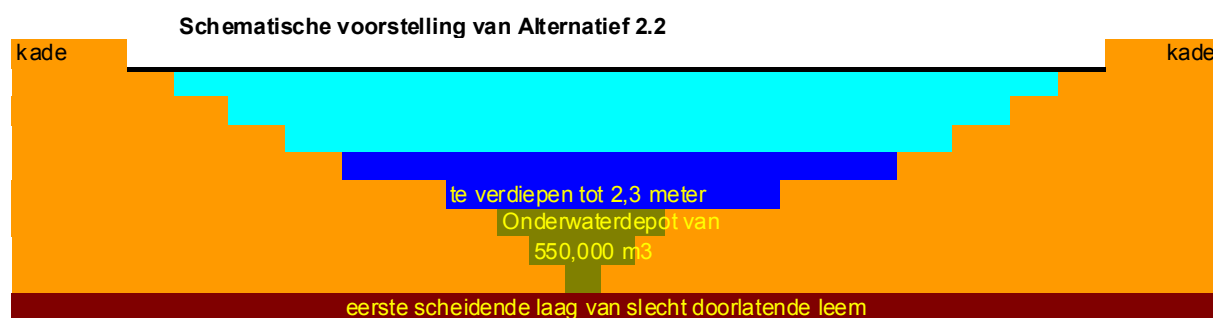 Schematische voorstelling van Alternatief 2.2
kade
kade
te verdiepen tot 2,3 meter
Onderwaterdepot van
550,000 m3
eerste scheidende laag van slecht doorlatende leem